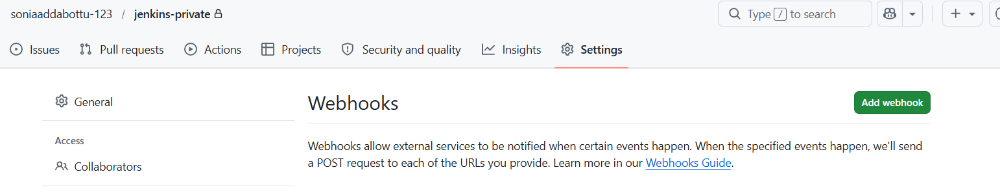 soniaaddabottu-123 / jenkins-private
Type / to search
Issues Pull requests Actions Projects Security and quality Insights Settings
General
Webhooks
Add webhook
Access
Webhooks allow external services to be notified when certain events happen. When the specified events happen, we'll send
a POST request to each of the URLs you provide. Learn more in our Webhooks Guide.
Collaborators